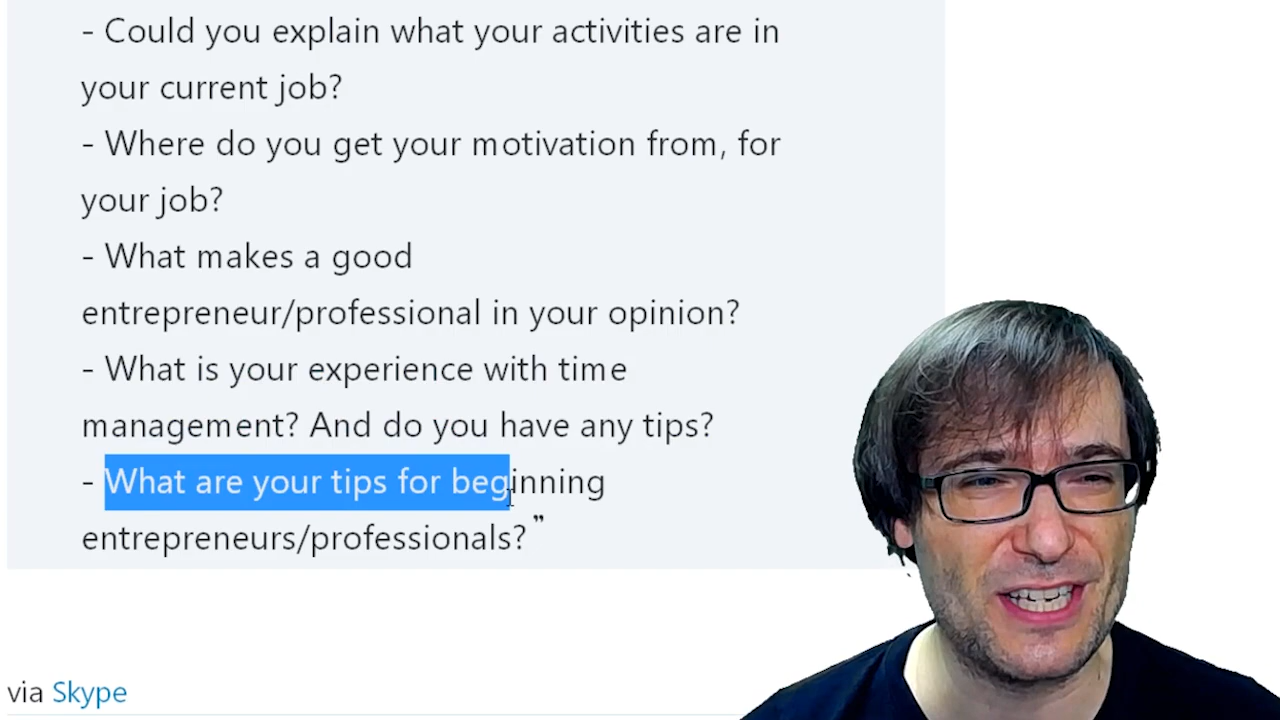 - Could you explain what your activities are in
your current job?
- Where do you get your motivation from, for
your job?
- What makes a good
entrepreneur/professional in your opinion?
- What is your experience with time
management? And do you have any tips?
- What are your tips for beginning
entrepreneurs/professionals?”
via Skype